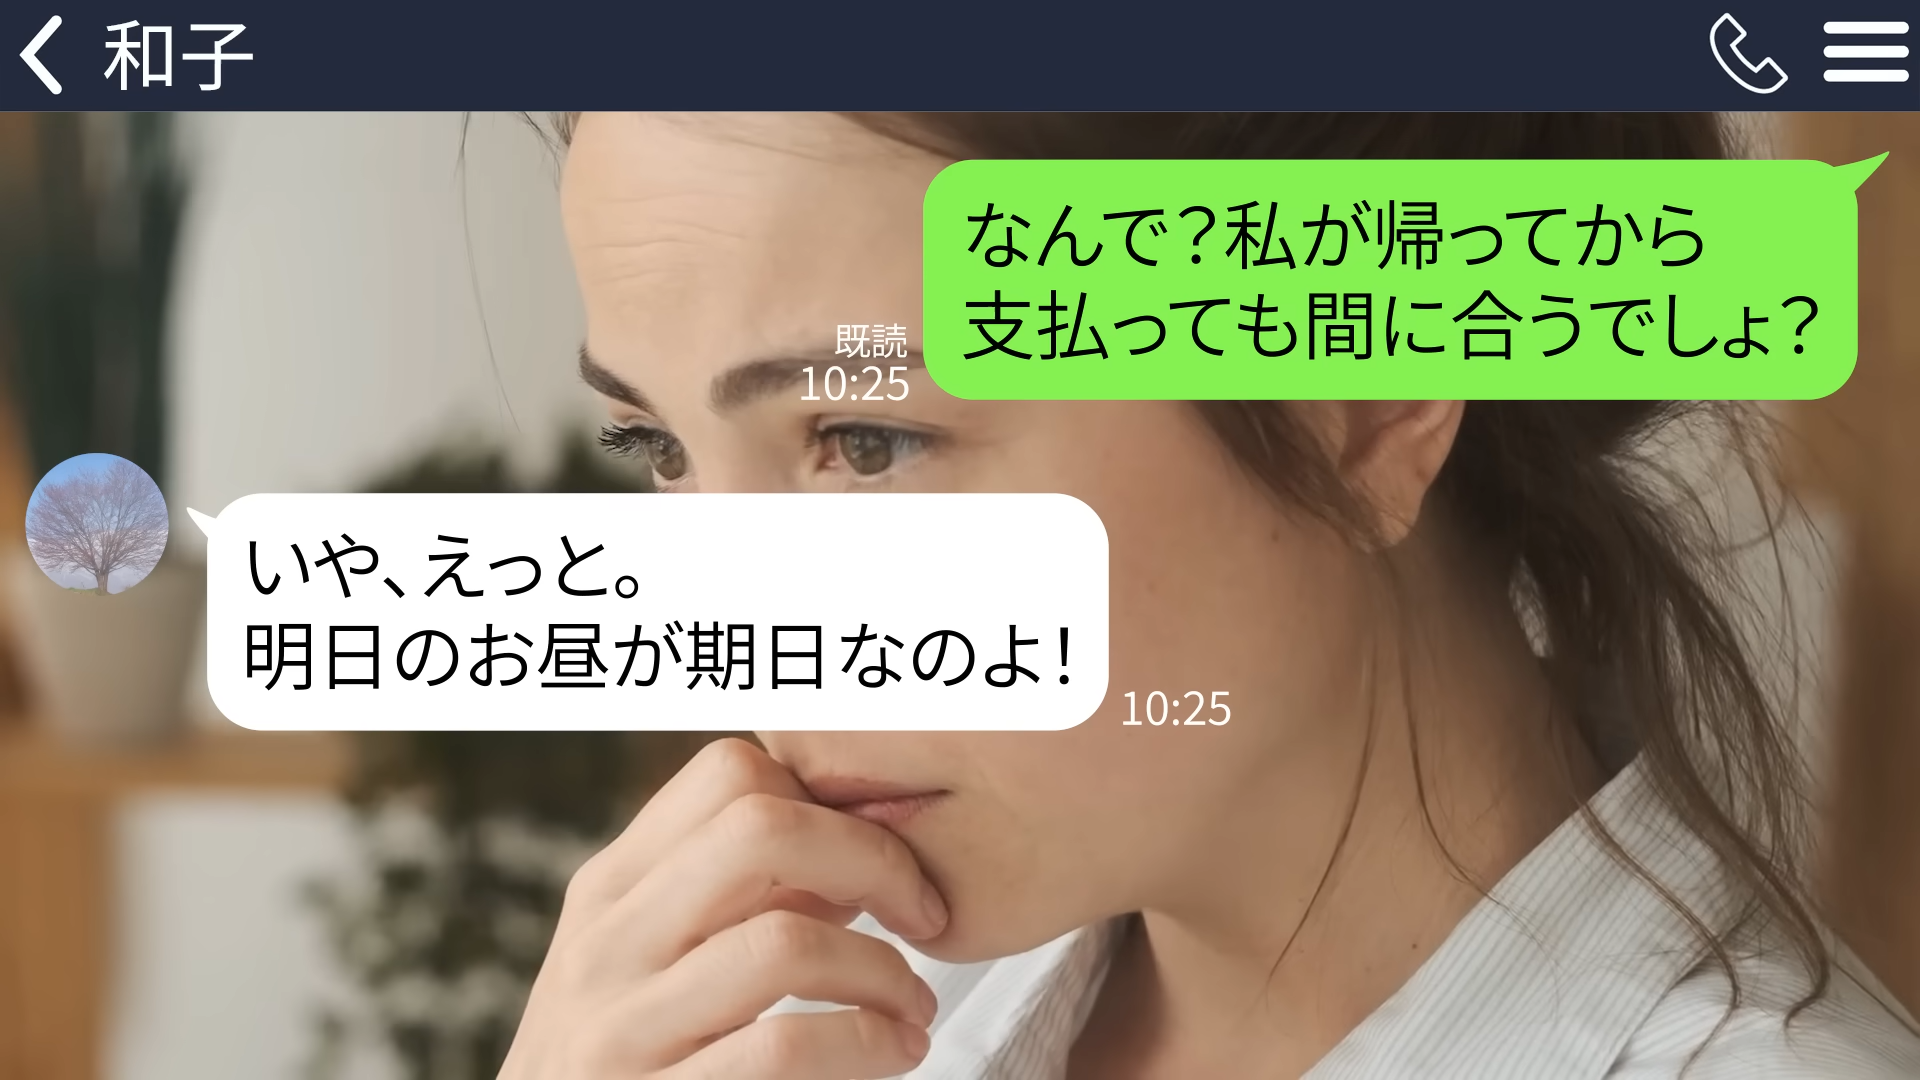 和子
なんで？私が帰ってから
支払っても間に合うでしょ？
既読
10:25
いや、えっと。
明日のお昼が期日なのよ！
10:25